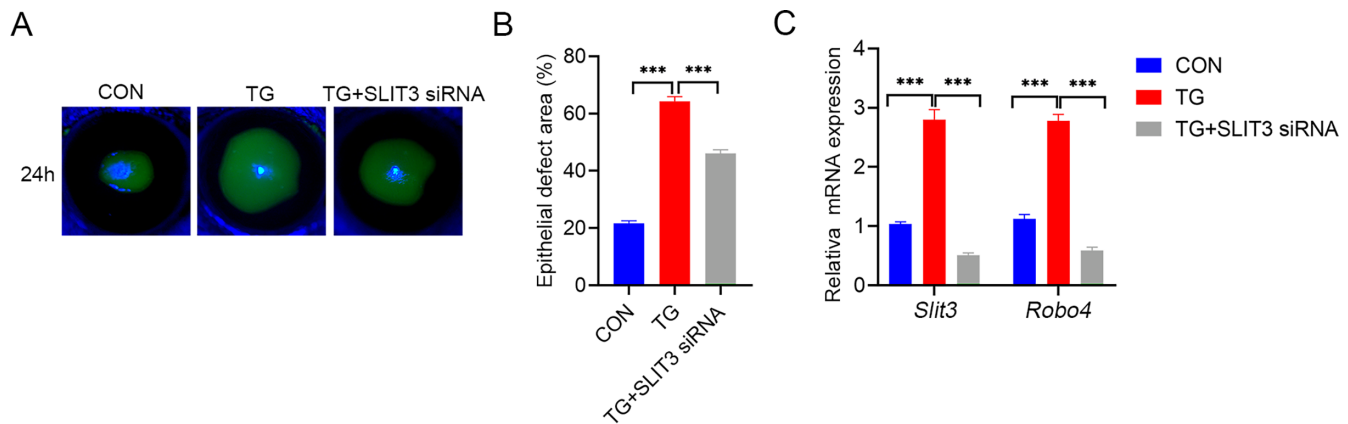 A
CON
TG
TG+SLIT3 siRNA
24h
B
Epithelial defect area (%)
80
60
40
20
0
***
***
CON
TG
TG+SLIT3 siRNA
C
Relativa mRNA expression
4
3
2
1
0
***
***
***
***
Slit3
Robo4
CON
TG
TG+SLIT3 siRNA